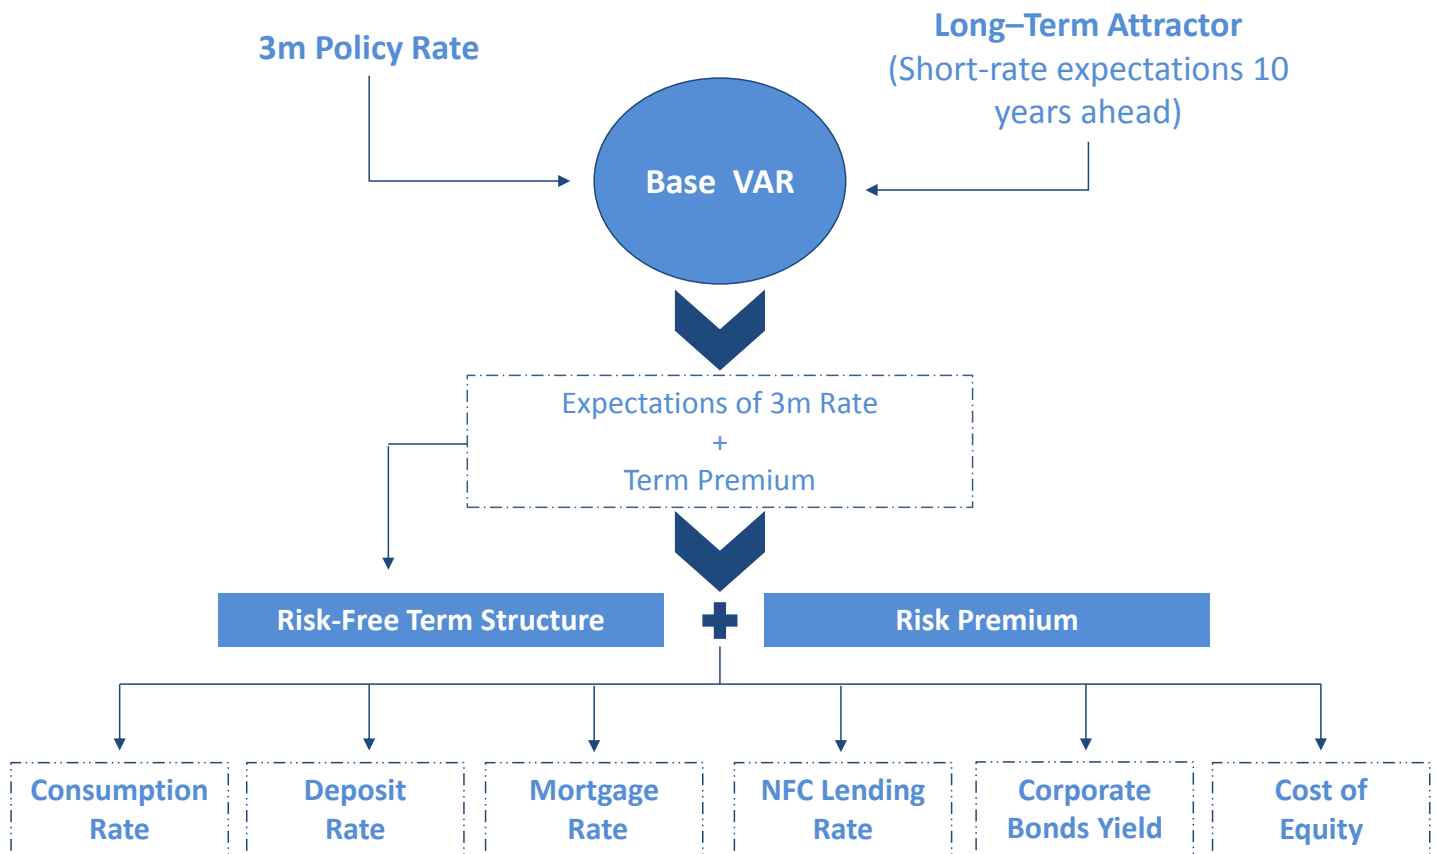 3m Policy Rate
Long–Term Attractor
(Short-rate expectations 10
years ahead)
Base VAR
Expectations of 3m Rate
+
Term Premium
Risk-Free Term Structure
Risk Premium
Consumption
Rate
Deposit
Rate
Mortgage
Rate
NFC Lending
Rate
Corporate
Bonds Yield
Cost of
Equity